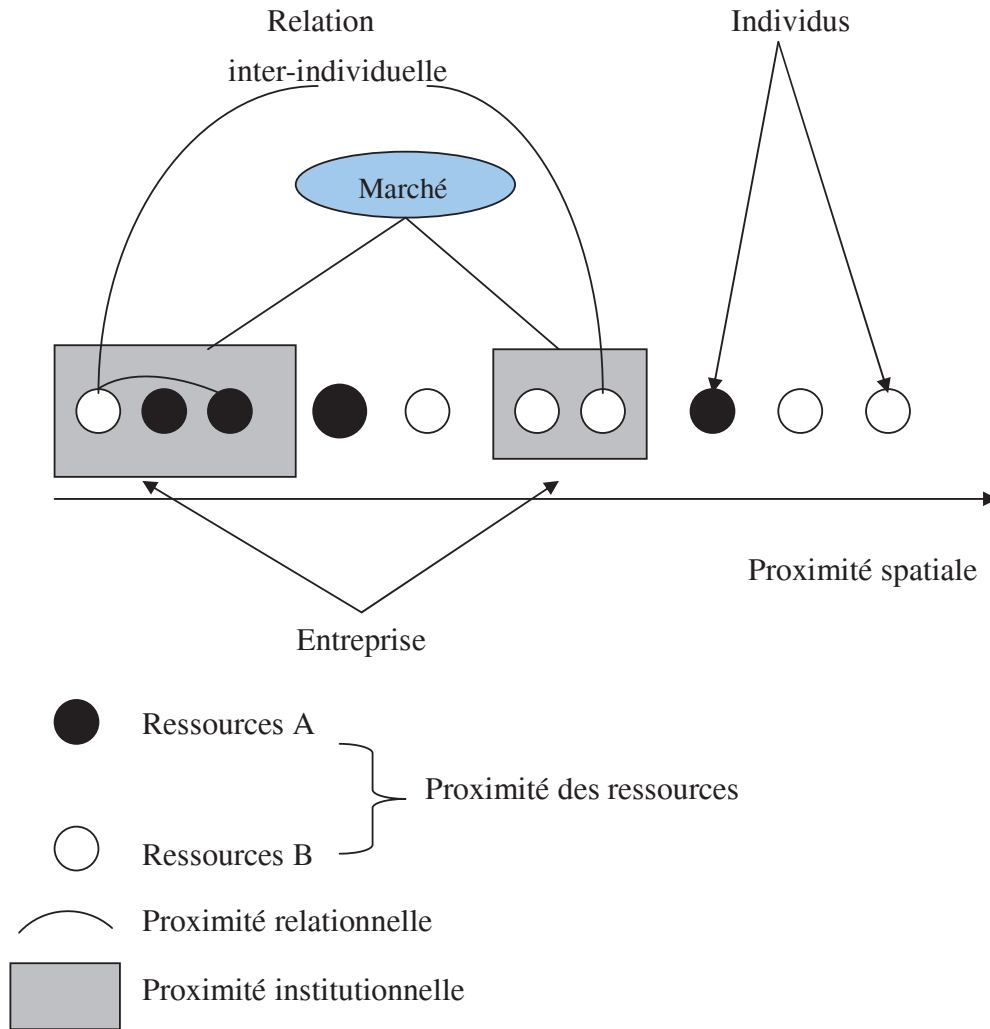 Relation
inter-individuelle
Individus
Marché
Proximité spatiale
Entreprise
Ressources A
Proximité des ressources
Ressources B
Proximité relationnelle
Proximité institutionnelle